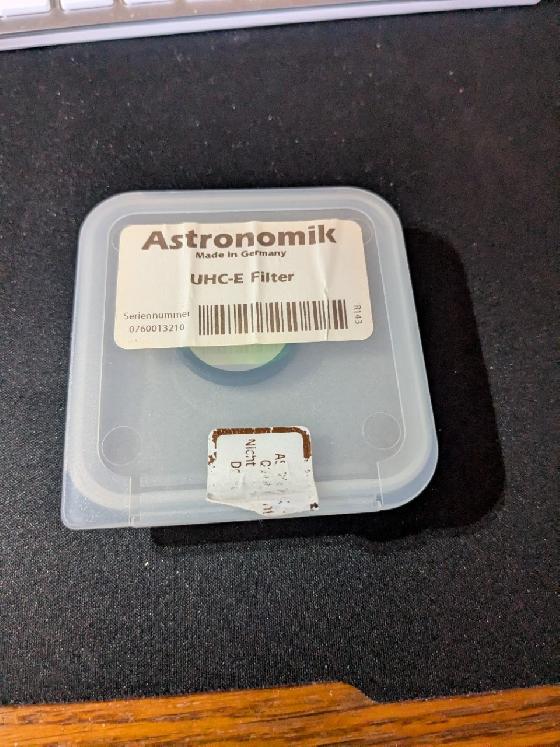 Astronomik
Made in Germany
UHC-E Filter
Seriennummer
0760013210
R143
Nicht